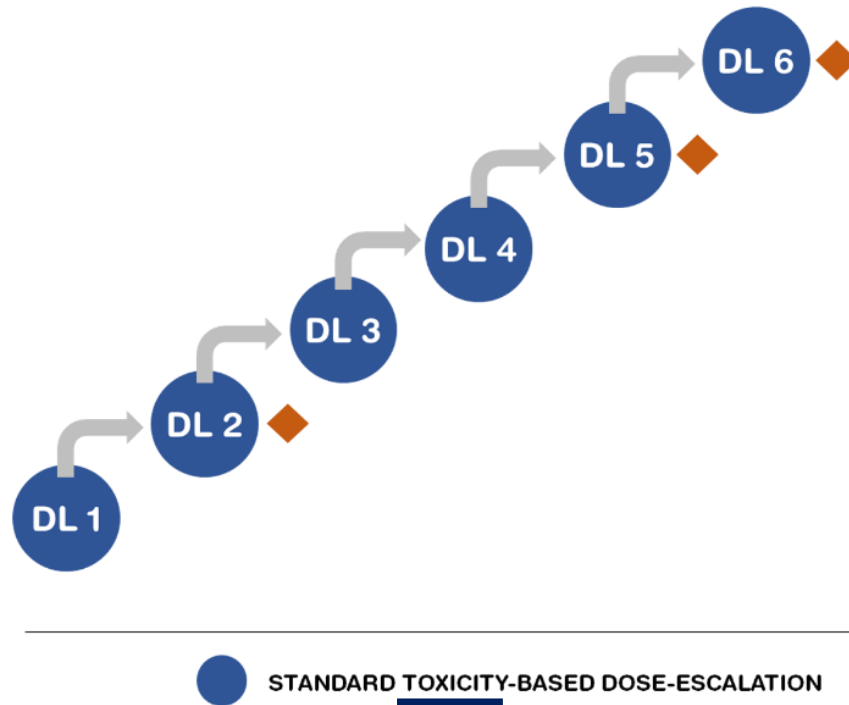 DL 6
DL 5
DL 4
DL 3
DL 2
DL 1
STANDARD TOXICITY-BASED DOSE-ESCALATION